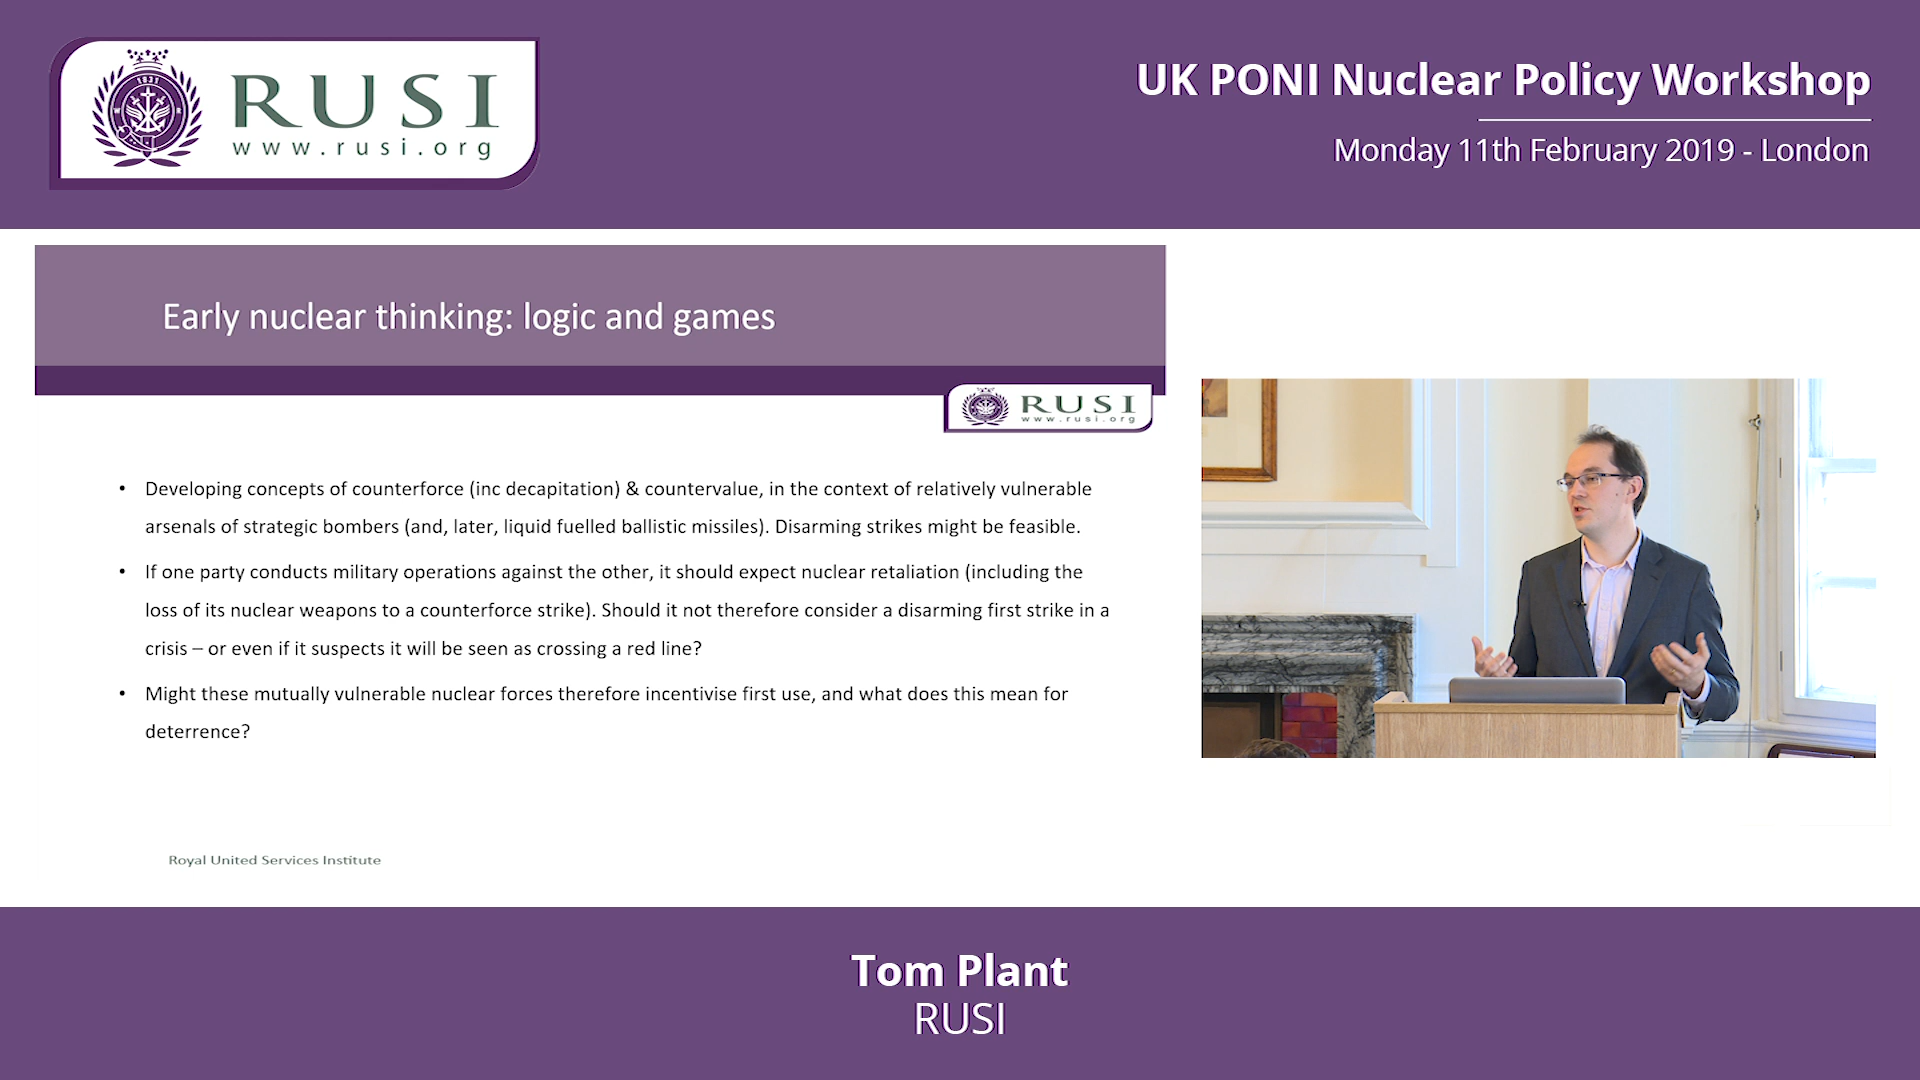 1831
RUSI
www.rusi.org
UK PONI Nuclear Policy Workshop
Monday 11th February 2019 - London
Early nuclear thinking: logic and games
RUSI
www.rusi.org
• Developing concepts of counterforce (inc decapitation) & countervalue, in the context of relatively vulnerable
arsenals of strategic bombers (and, later, liquid fuelled ballistic missiles). Disarming strikes might be feasible.
• If one party conducts military operations against the other, it should expect nuclear retaliation (including the
loss of its nuclear weapons to a counterforce strike). Should it not therefore consider a disarming first strike in a
crisis – or even if it suspects it will be seen as crossing a red line?
• Might these mutually vulnerable nuclear forces therefore incentivise first use, and what does this mean for
deterrence?
Royal United Services Institute
Tom Plant
RUSI